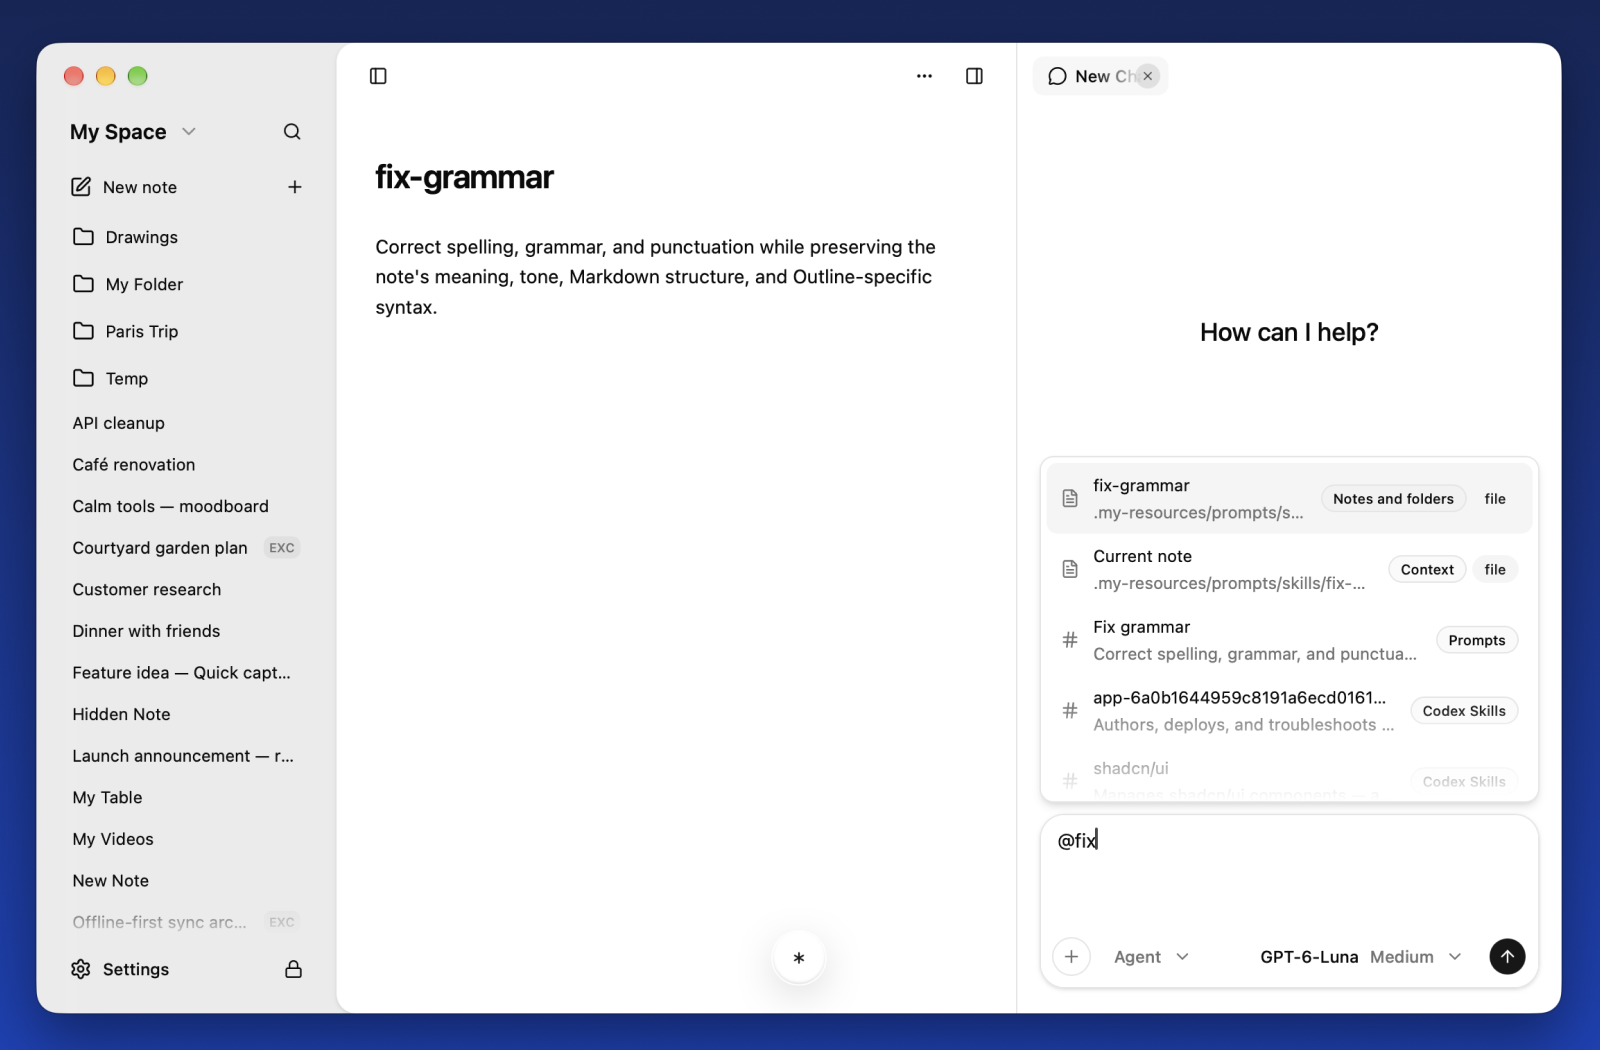 My Space
New note
Drawings
My Folder
Paris Trip
Temp
API cleanup
Café renovation
Calm tools — moodboard
Courtyard garden plan EXC
Customer research
Dinner with friends
Feature idea — Quick capt...
Hidden Note
Launch announcement — r...
My Table
My Videos
New Note
Offline-first sync arc... EXC
Settings
fix-grammar
Correct spelling, grammar, and punctuation while preserving the
note's meaning, tone, Markdown structure, and Outline-specific
syntax.
New Ch
How can I help?
fix-grammar
.my-resources/prompts/s...
Notes and folders file
Current note
.my-resources/prompts/skills/fix-...
Context file
Fix grammar
Correct spelling, grammar, and punctua...
Prompts
app-6a0b1644959c8191a6ecd0161...
Authors, deploys, and troubleshoots ...
Codex Skills
shadcn/ui
Manages shadcn/ui components — a
Codex Skills
@fix
Agent
GPT-6-Luna Medium